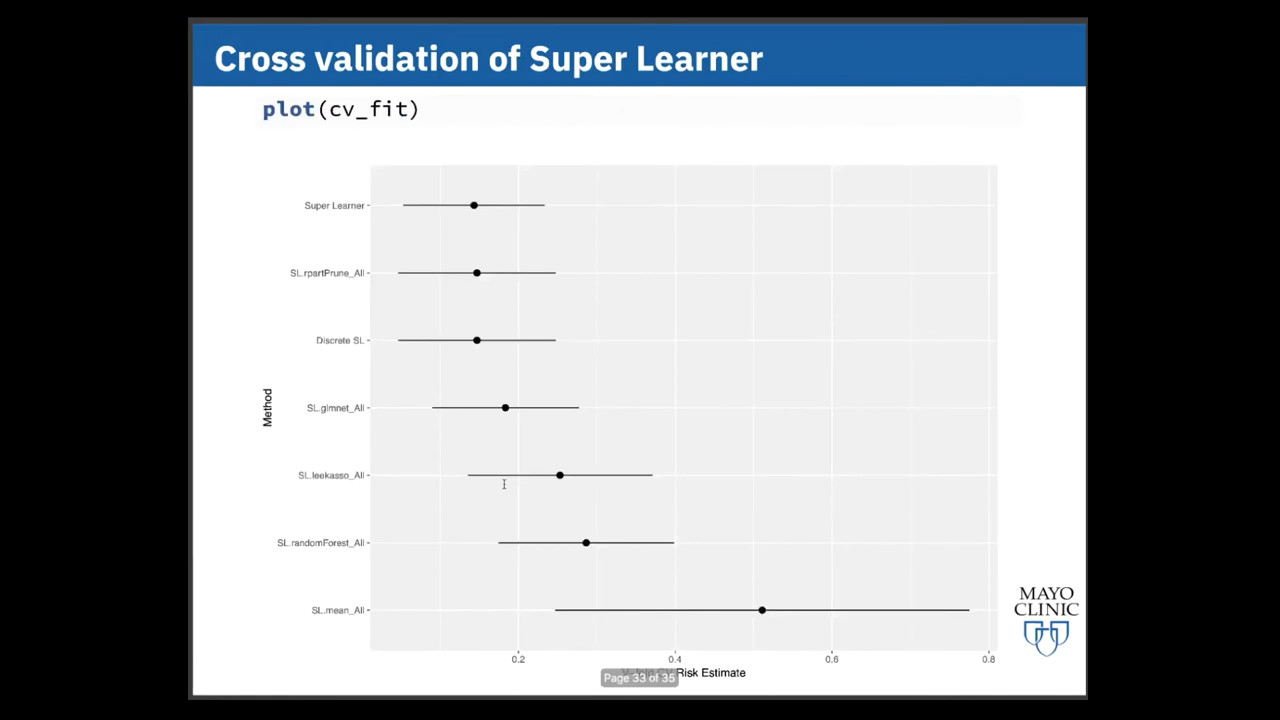 Cross validation of Super Learner
plot(cv_fit)
Super Learner
SL.rpartPrune_All
Discrete SL
SL.glmnet_All
SL.leekasso_All
SL.randomForest_All
SL.mean_All
Method
0.2
0.4
0.6
0.8
Risk Estimate
Page 33 of 35
MAYO
CLINIC